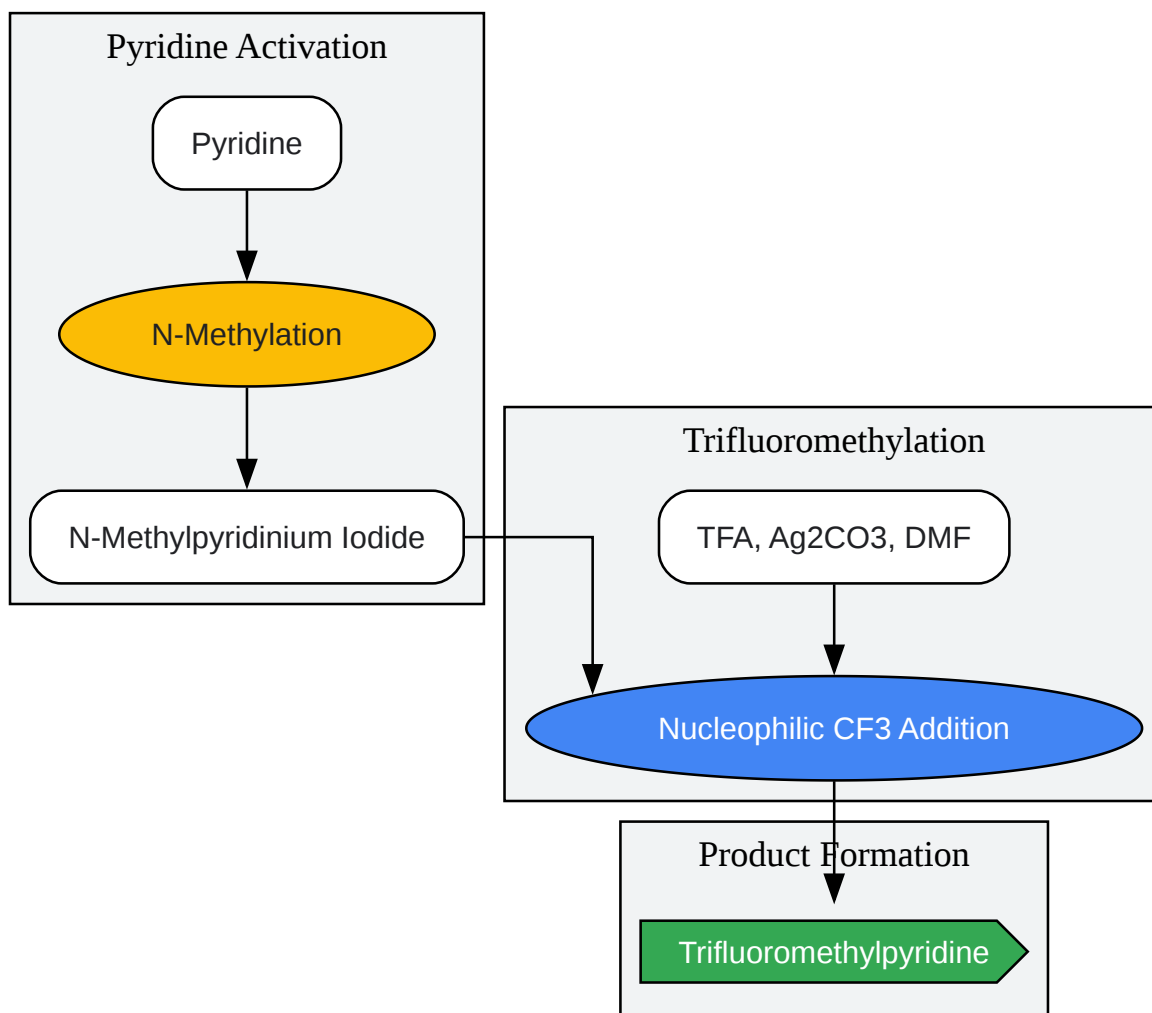 Pyridine Activation
Pyridine
N-Methylation
N-Methylpyridinium Iodide
Trifluoromethylation
TFA, Ag2CO3, DMF
Nucleophilic CF3 Addition
Product Formation
Trifluoromethylpyridine